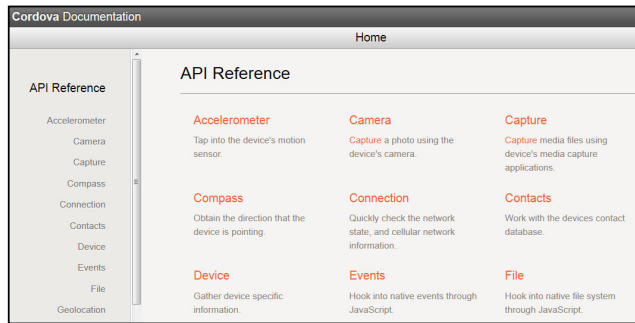 Cordova Documentation
Home
API Reference
Accelerometer
Camera
Capture
Compass
Connection
Contacts
Device
Events
File
Geolocation
API Reference
Accelerometer
Tap into the device's motion
sensor.
Camera
Capture a photo using the
device's camera.
Capture
Capture media files using
device's media capture
applications.
Compass
Obtain the direction that the
device is pointing.
Connection
Quickly check the network
state, and cellular network
information.
Contacts
Work with the devices contact
database.
Device
Gather device specific
information.
Events
Hook into native events through
JavaScript.
File
Hook into native file system
through JavaScript.